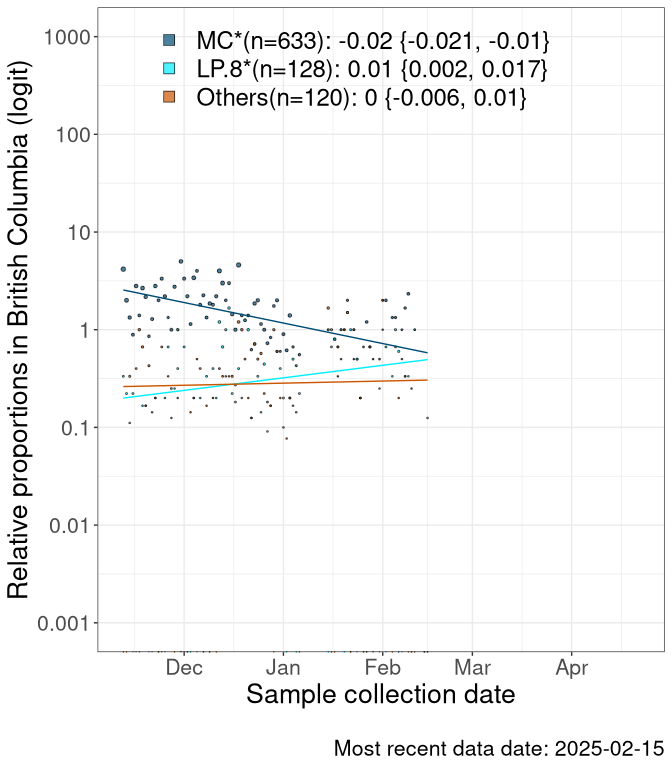 Relative proportions in British Columbia (logit)
1000
100
10
1
0.1
0.01
0.001
MC*(n=633): -0.02 {-0.021, -0.01}
LP.8*(n=128): 0.01 {0.002, 0.017}
Others(n=120): 0 {-0.006, 0.01}
Dec Jan Feb Mar Apr
Sample collection date
Most recent data date: 2025-02-15